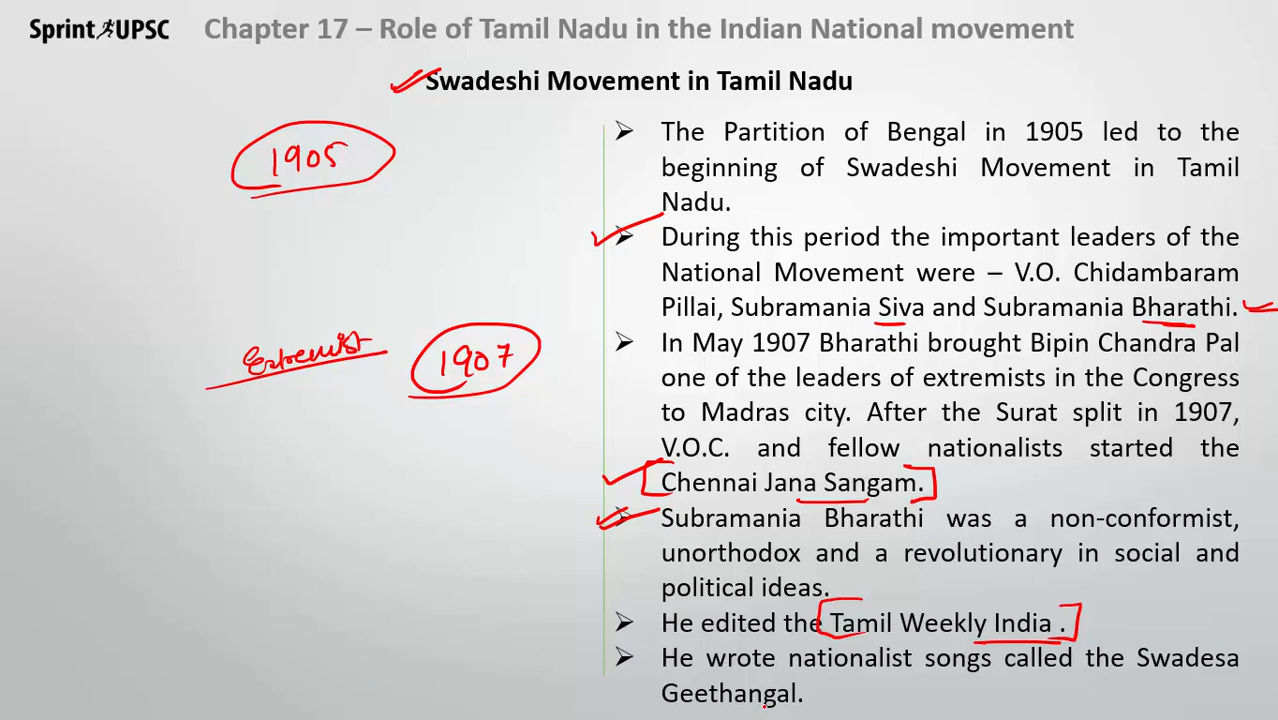 Sprint UPSC
Chapter 17 – Role of Tamil Nadu in the Indian National movement
Swadeshi Movement in Tamil Nadu
1905
Extremist
1907
The Partition of Bengal in 1905 led to the
beginning of Swadeshi Movement in Tamil
Nadu.
During this period the important leaders of the
National Movement were – V.O. Chidambaram
Pillai, Subramania Siva and Subramania Bharathi.
In May 1907 Bharathi brought Bipin Chandra Pal
one of the leaders of extremists in the Congress
to Madras city. After the Surat split in 1907,
V.O.C. and fellow nationalists started the
Chennai Jana Sangam.
Subramania Bharathi was a non-conformist,
unorthodox and a revolutionary in social and
political ideas.
He edited the Tamil Weekly India .
He wrote nationalist songs called the Swadesa
Geethangal.